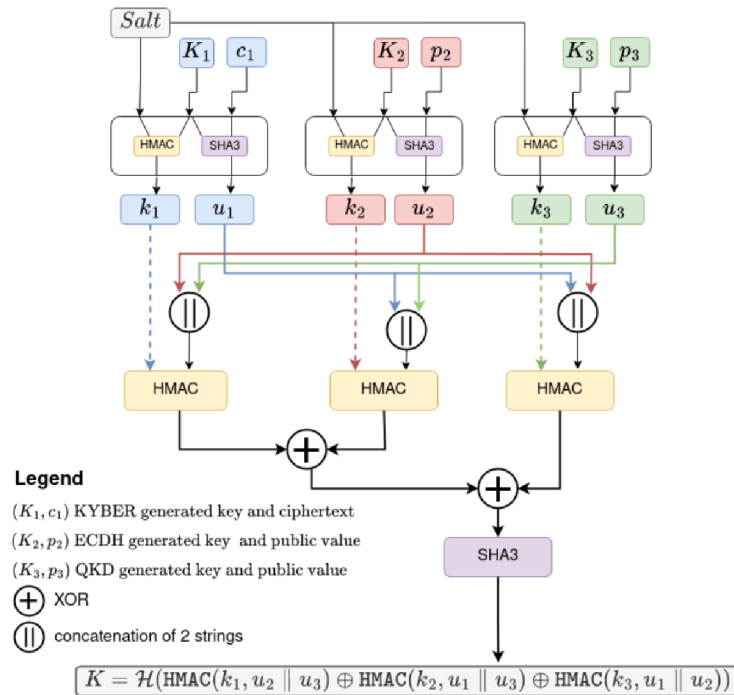 Salt
K₁ c₁ K₂ p₂ K₃ p₃
HMAC SHA3 HMAC SHA3 HMAC SHA3
k₁ u₁ k₂ u₂ k₃ u₃
|| || ||
HMAC HMAC HMAC
+
+
Legend
(K₁, c₁) KYBER generated key and ciphertext
(K₂, p₂) ECDH generated key and public value
(K₃, p₃) QKD generated key and public value
+ XOR
|| concatenation of 2 strings
SHA3
K = ℋ(HMAC(k₁, u₂ ∥ u₃) ⊕ HMAC(k₂, u₁ ∥ u₃) ⊕ HMAC(k₃, u₁ ∥ u₂))